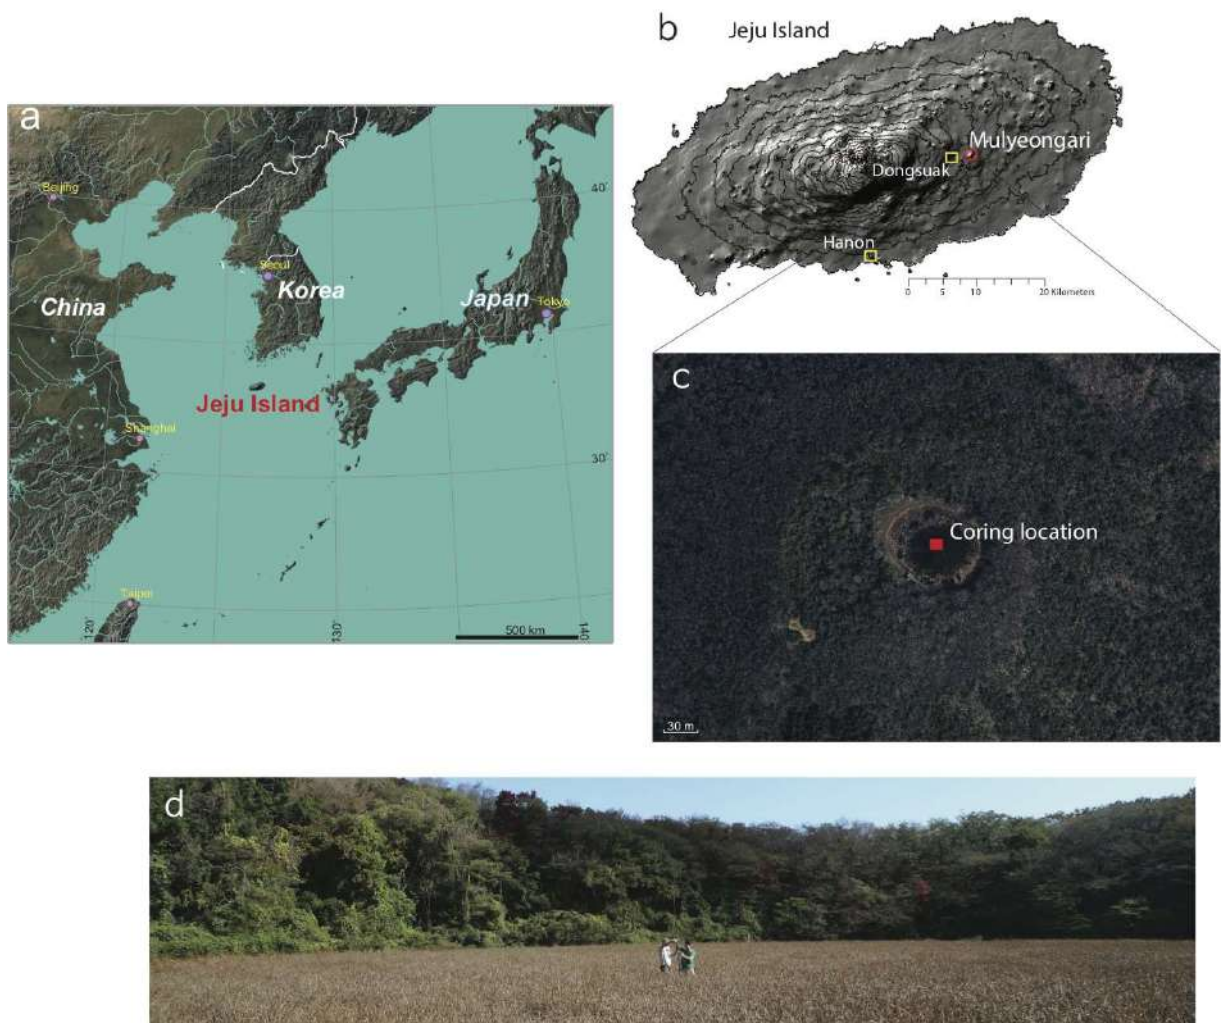 a
Beijing
40°
Seoul
Korea
China
Japan
Tokyo
Jeju Island
Shanghai
30°
Taipei
120°
130°
500 km
140°
b
Jeju Island
Mulyeongari
Dongsuak
Hanon
0 5 10 20 Kilometers
c
Coring location
30 m
d